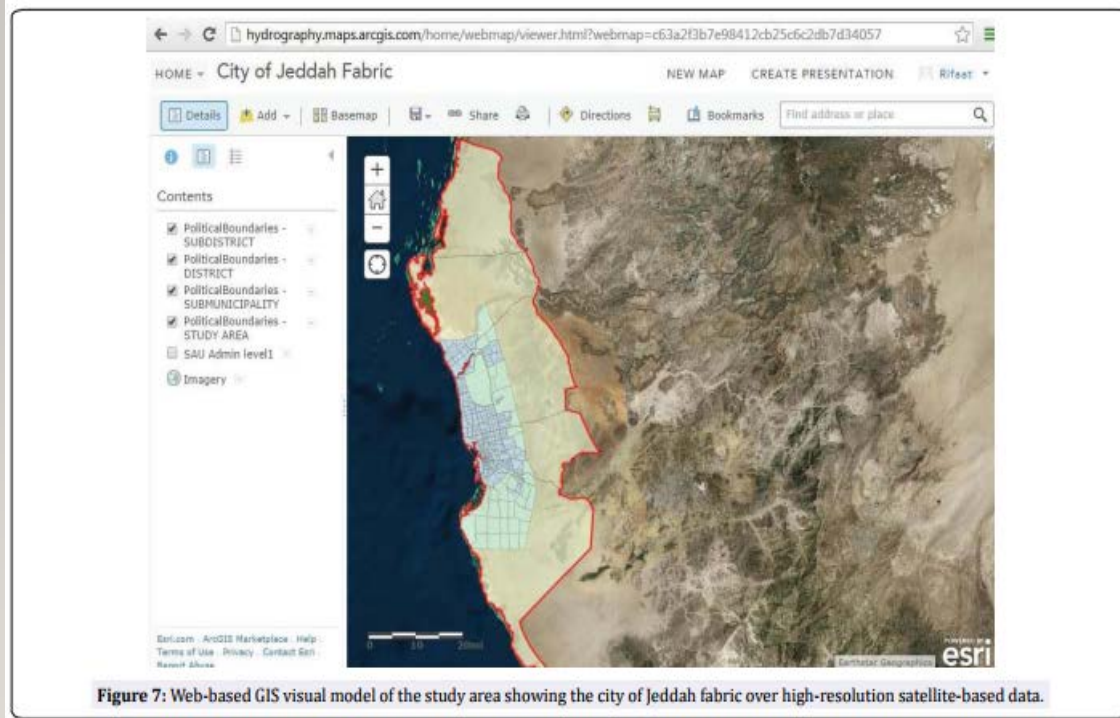 hydrography.maps.arcgis.com/home/webmap/viewer.html?webmap=c63a2f3b7e98412cb25c6c2db7d34057
HOME City of Jeddah Fabric NEW MAP CREATE PRESENTATION Rifaat
Details Add Basemap Share Directions Bookmarks Find address or place
Contents
PoliticalBoundaries -
SUBDISTRICT
PoliticalBoundaries -
DISTRICT
PoliticalBoundaries -
SUBMUNICIPALITY
PoliticalBoundaries -
STUDY AREA
SAU Admin level1
Imagery
0 10 20mi
Esri.com ArcGIS Marketplace Help
Terms of Use Privacy Contact Esri
Report Abuse
Earthstar Geographics
POWERED BY
esri
Figure 7: Web-based GIS visual model of the study area showing the city of Jeddah fabric over high-resolution satellite-based data.